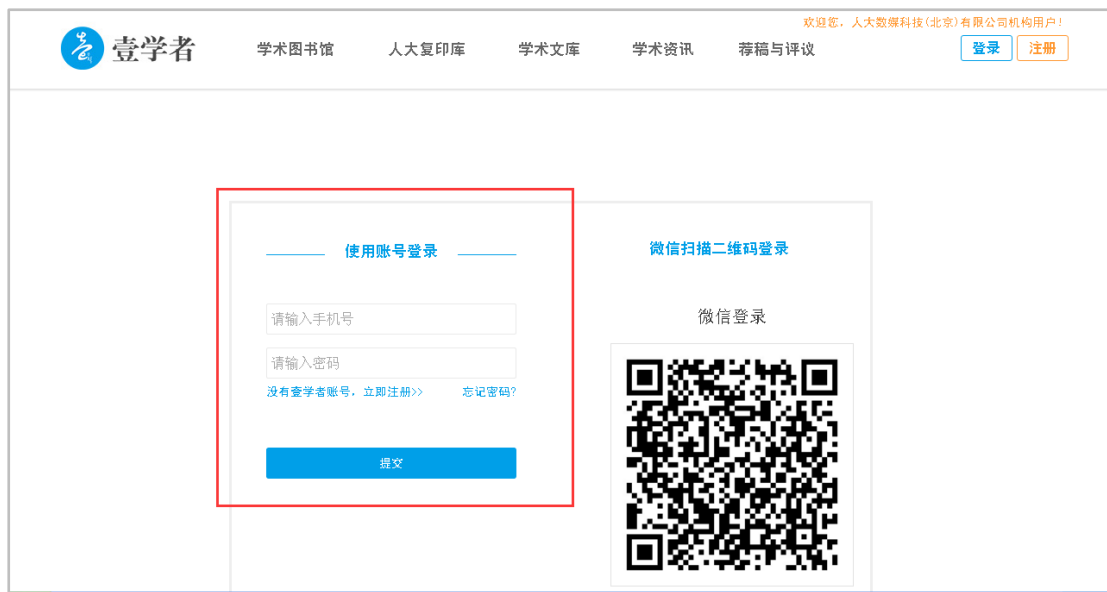 欢迎您，人大数媒科技(北京)有限公司机构用户!
壹学者 学术图书馆 人大复印库 学术文库 学术资讯 荐稿与评议 登录 注册
使用账号登录
请输入手机号
请输入密码
没有壹学者账号，立即注册>> 忘记密码?
提交
微信扫描二维码登录
微信登录